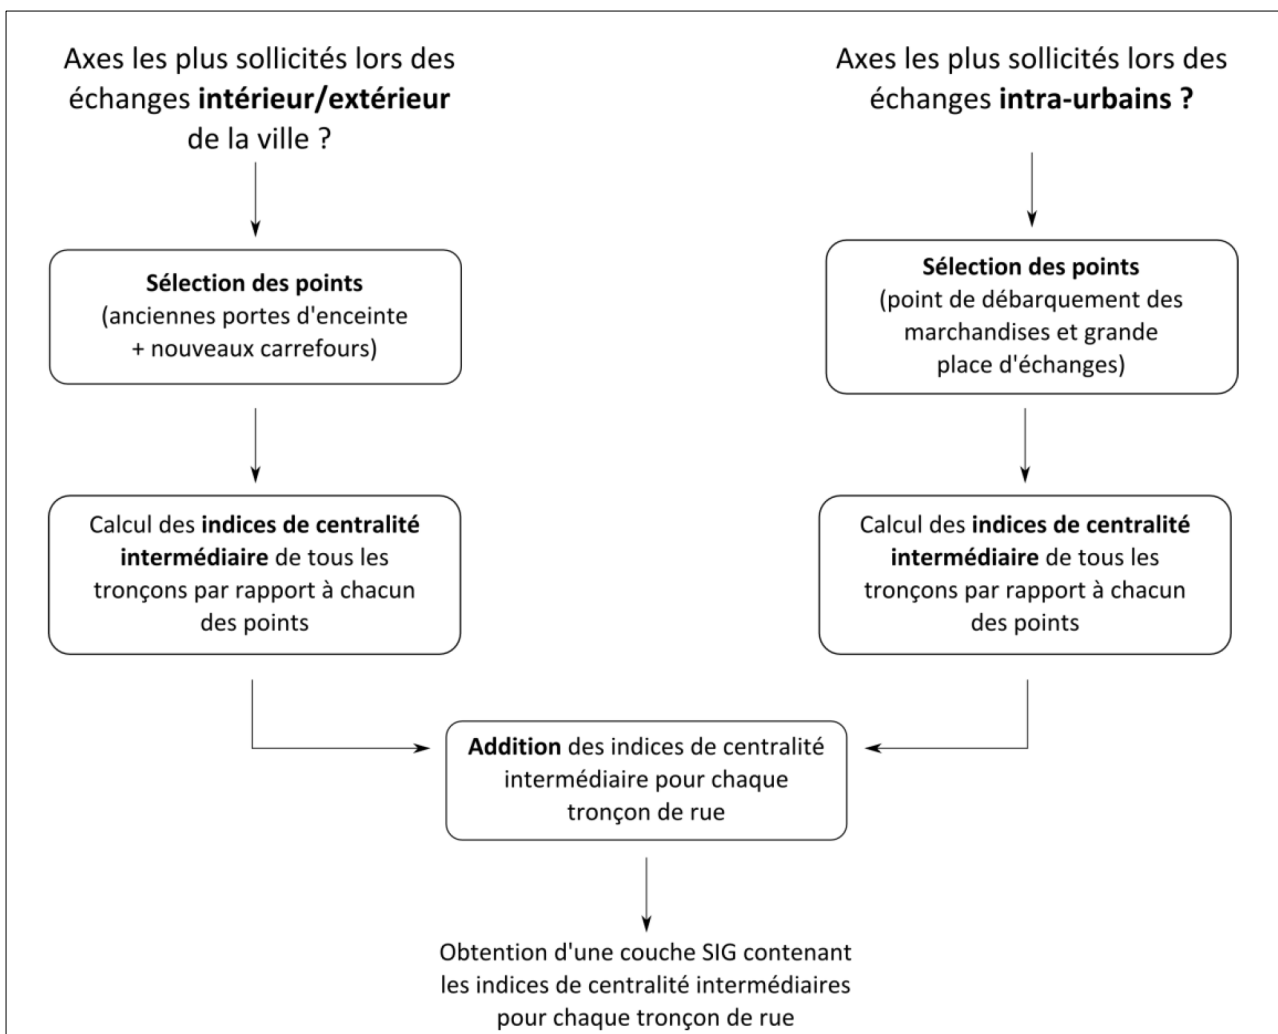 Axes les plus sollicités lors des
échanges intérieur/extérieur
de la ville ?
Axes les plus sollicités lors des
échanges intra-urbains ?
Sélection des points
(anciennes portes d'enceinte
+ nouveaux carrefours)
Sélection des points
(point de débarquement des
marchandises et grande
place d'échanges)
Calcul des indices de centralité
intermédiaire de tous les
tronçons par rapport à chacun
des points
Calcul des indices de centralité
intermédiaire de tous les
tronçons par rapport à chacun
des points
Addition des indices de centralité
intermédiaire pour chaque
tronçon de rue
Obtention d'une couche SIG contenant
les indices de centralité intermédiaires
pour chaque tronçon de rue